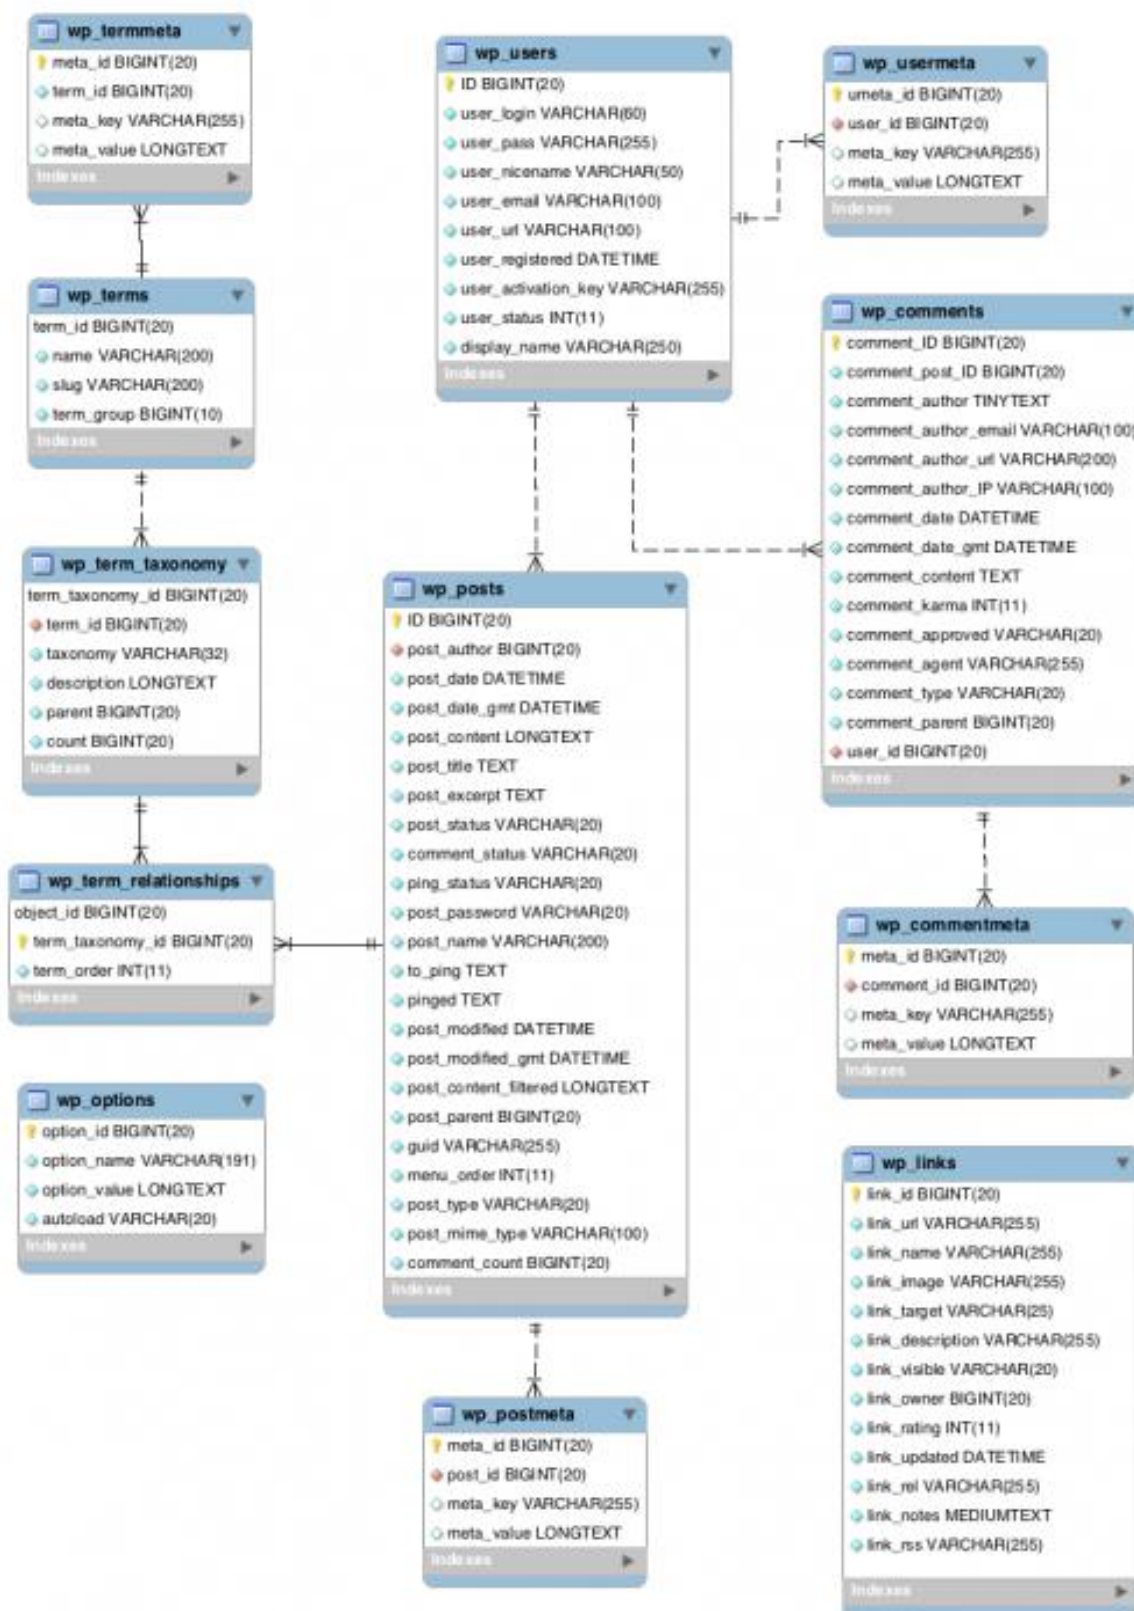 wp_termmeta
meta_id BIGINT(20)
term_id BIGINT(20)
meta_key VARCHAR(255)
meta_value LONGTEXT
Indexes
wp_terms
term_id BIGINT(20)
name VARCHAR(200)
slug VARCHAR(200)
term_group BIGINT(10)
Indexes
wp_term_taxonomy
term_taxonomy_id BIGINT(20)
term_id BIGINT(20)
taxonomy VARCHAR(32)
description LONGTEXT
parent BIGINT(20)
count BIGINT(20)
Indexes
wp_term_relationships
object_id BIGINT(20)
term_taxonomy_id BIGINT(20)
term_order INT(11)
Indexes
wp_options
option_id BIGINT(20)
option_name VARCHAR(191)
option_value LONGTEXT
autoload VARCHAR(20)
Indexes
wp_users
ID BIGINT(20)
user_login VARCHAR(60)
user_pass VARCHAR(255)
user_nicename VARCHAR(50)
user_email VARCHAR(100)
user_url VARCHAR(100)
user_registered DATETIME
user_activation_key VARCHAR(255)
user_status INT(11)
display_name VARCHAR(250)
Indexes
wp_posts
ID BIGINT(20)
post_author BIGINT(20)
post_date DATETIME
post_date_gmt DATETIME
post_content LONGTEXT
post_title TEXT
post_excerpt TEXT
post_status VARCHAR(20)
comment_status VARCHAR(20)
ping_status VARCHAR(20)
post_password VARCHAR(20)
post_name VARCHAR(200)
to_ping TEXT
pinged TEXT
post_modified DATETIME
post_modified_gmt DATETIME
post_content_filtered LONGTEXT
post_parent BIGINT(20)
guid VARCHAR(255)
menu_order INT(11)
post_type VARCHAR(20)
post_mime_type VARCHAR(100)
comment_count BIGINT(20)
Indexes
wp_postmeta
meta_id BIGINT(20)
post_id BIGINT(20)
meta_key VARCHAR(255)
meta_value LONGTEXT
Indexes
wp_usermeta
umeta_id BIGINT(20)
user_id BIGINT(20)
meta_key VARCHAR(255)
meta_value LONGTEXT
Indexes
wp_comments
comment_ID BIGINT(20)
comment_post_ID BIGINT(20)
comment_author TINYTEXT
comment_author_email VARCHAR(100)
comment_author_url VARCHAR(200)
comment_author_IP VARCHAR(100)
comment_date DATETIME
comment_date_gmt DATETIME
comment_content TEXT
comment_karma INT(11)
comment_approved VARCHAR(20)
comment_agent VARCHAR(255)
comment_type VARCHAR(20)
comment_parent BIGINT(20)
user_id BIGINT(20)
Indexes
wp_commentmeta
meta_id BIGINT(20)
comment_id BIGINT(20)
meta_key VARCHAR(255)
meta_value LONGTEXT
Indexes
wp_links
link_id BIGINT(20)
link_url VARCHAR(255)
link_name VARCHAR(255)
link_image VARCHAR(255)
link_target VARCHAR(25)
link_description VARCHAR(255)
link_visible VARCHAR(20)
link_owner BIGINT(20)
link_rating INT(11)
link_updated DATETIME
link_rel VARCHAR(255)
link_notes MEDIUMTEXT
link_rss VARCHAR(255)
Indexes